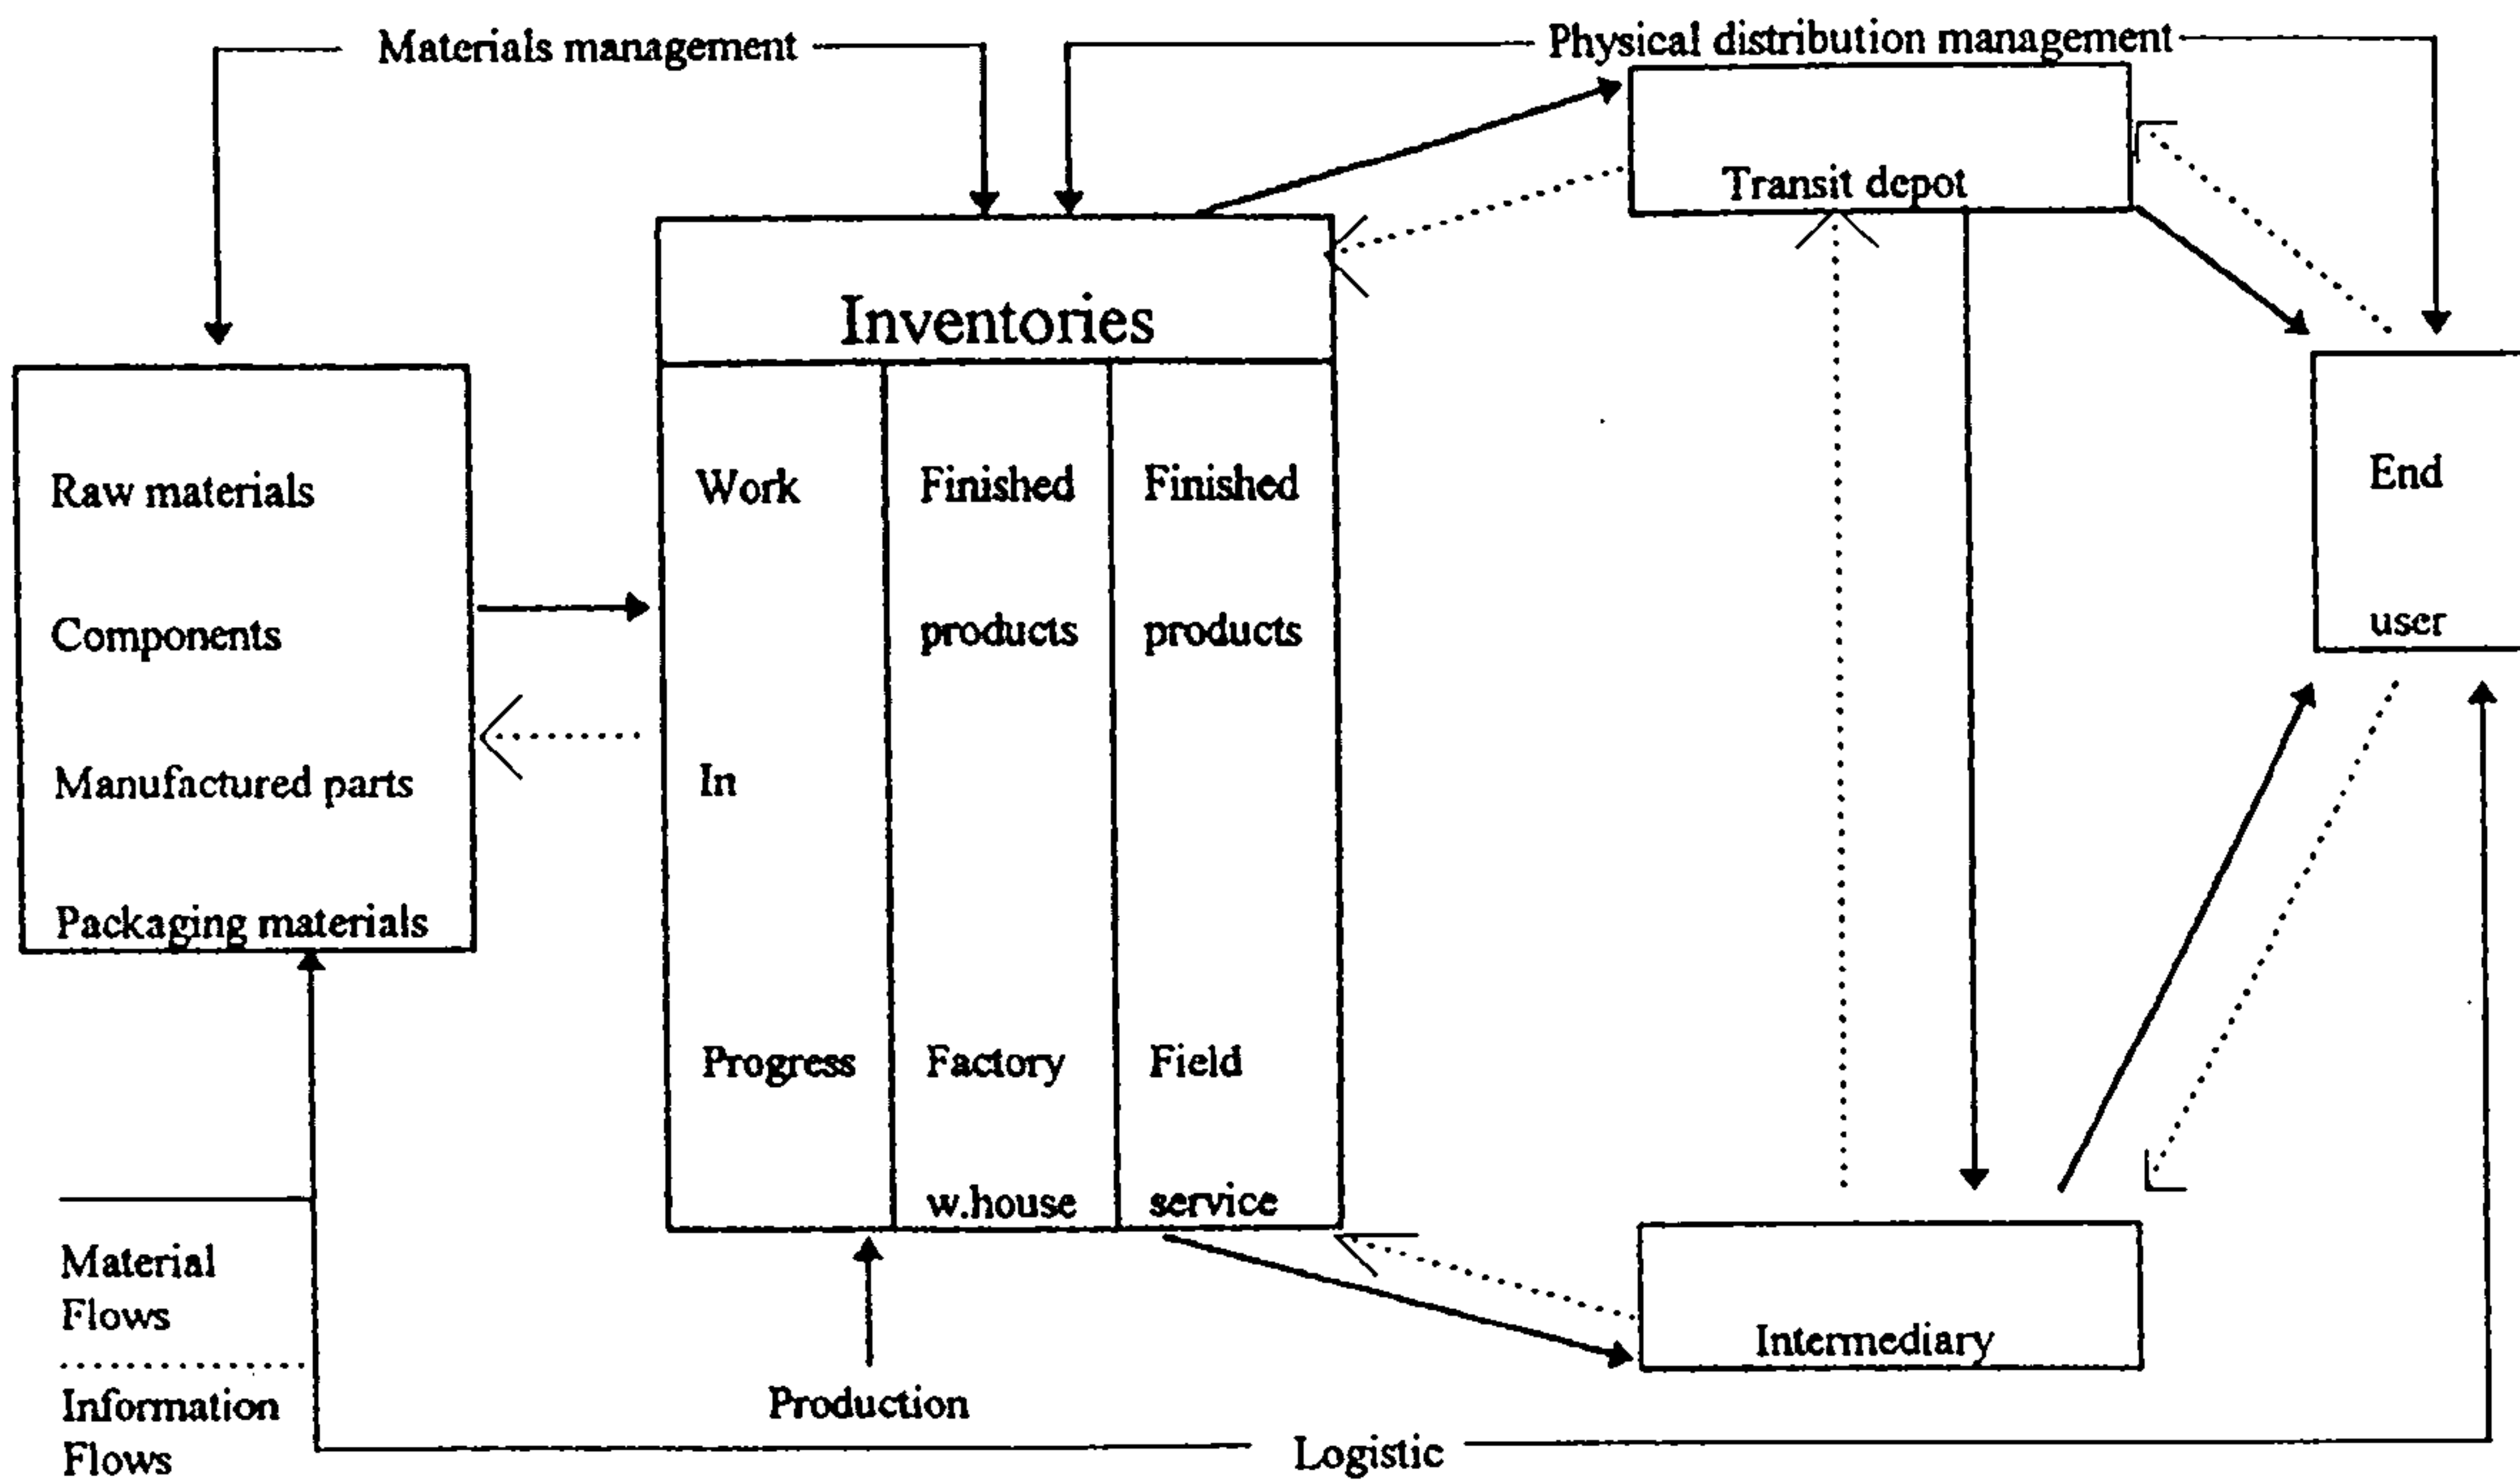 Materials management
Physical distribution management
Transit depot
Inventories
Raw materials
Components
Manufactured parts
Packaging materials
Work
In
Progress
Finished
products
Factory
w.house
Finished
products
Field
service
End
user
Material
Flows
Information
Flows
Production
Intermediary
Logistic